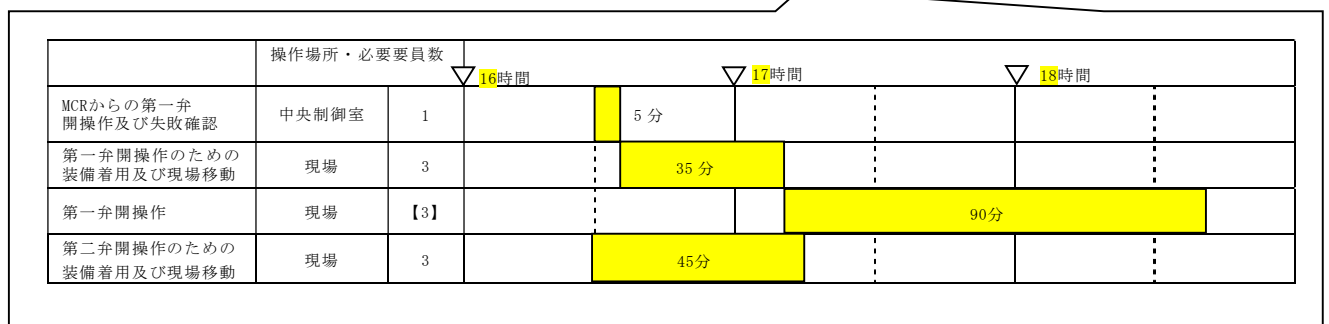 操作場所・必要要員数
16時間 17時間 18時間
MCRからの第一弁
開操作及び失敗確認 中央制御室 1 5 分
第一弁開操作のための
装備着用及び現場移動 現場 3 35 分
第一弁開操作 現場 【3】 90分
第二弁開操作のための
装備着用及び現場移動 現場 3 45分